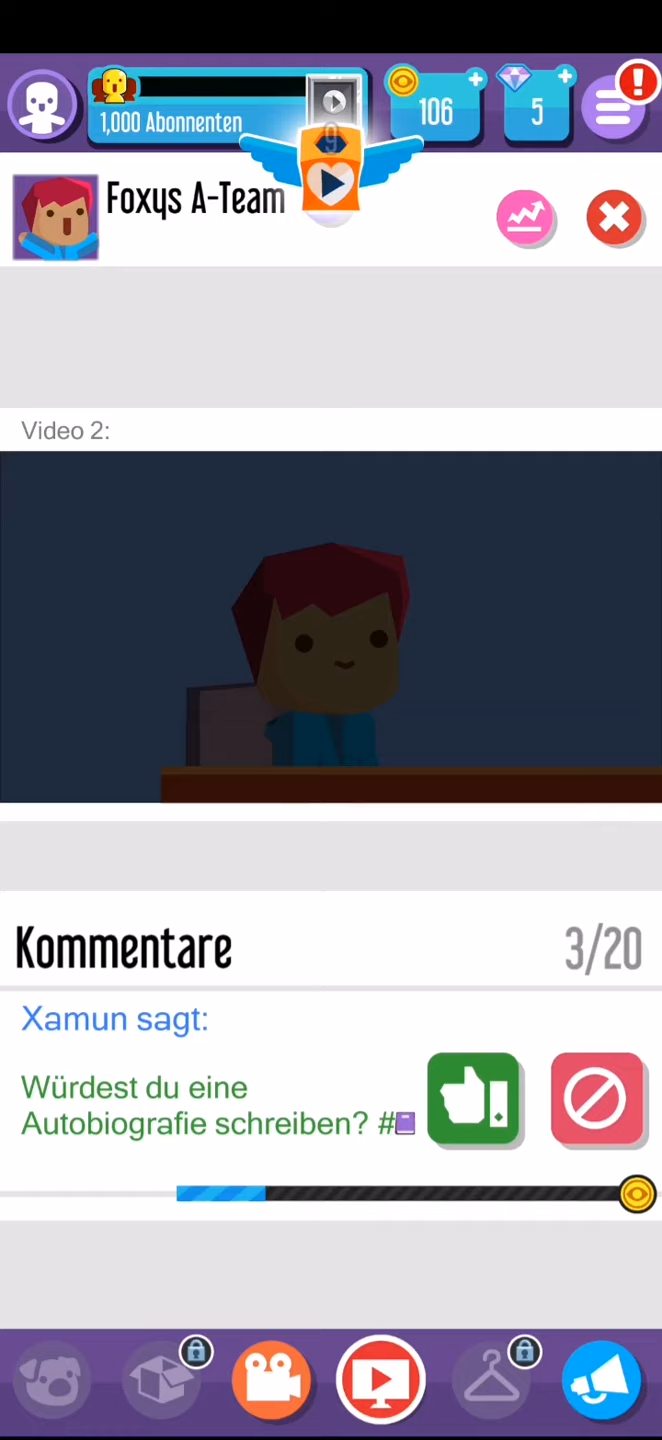 1,000 Abonnenten
106
5
9
Foxys A-Team
Video 2:
Kommentare
3/20
Xamun sagt:
Würdest du eine
Autobiografie schreiben? #